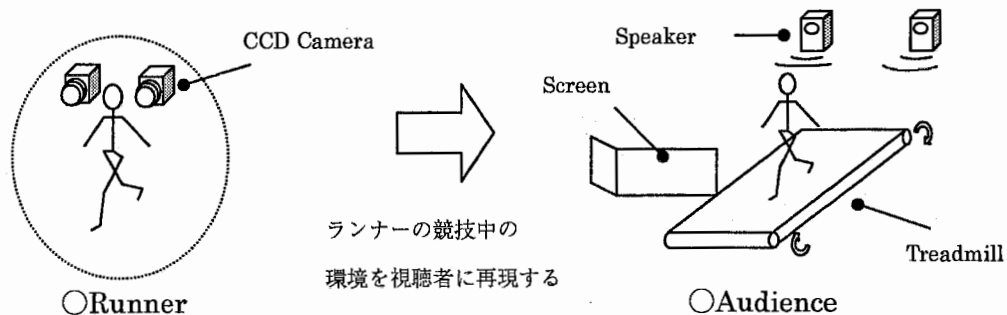 CCD Camera
Speaker
Screen
ランナーの競技中の
環境を視聴者に再現する
Treadmill
○Runner
○Audience